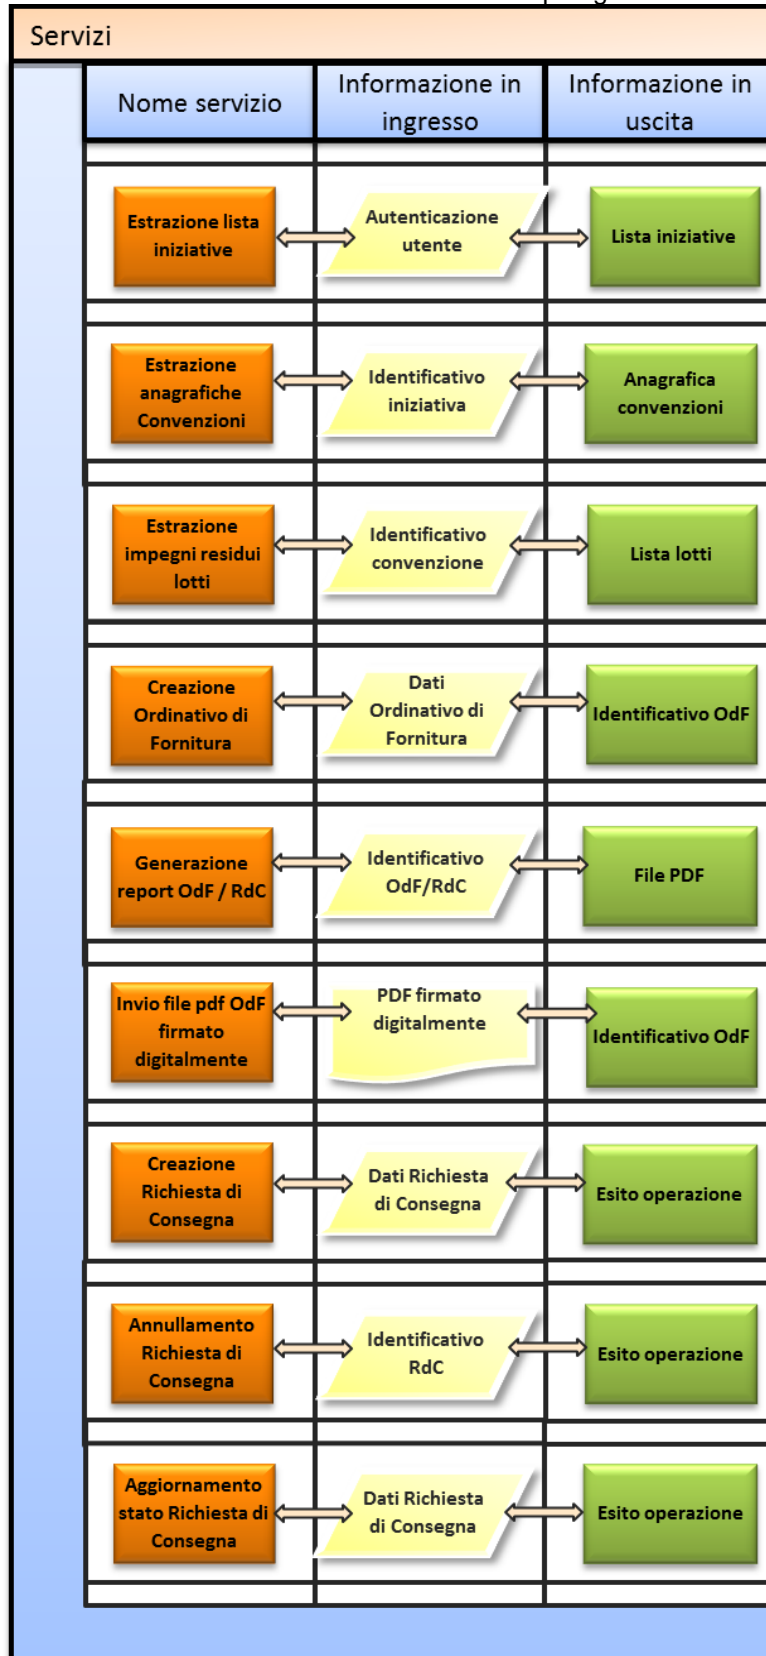 Servizi
Nome servizio
Informazione in
ingresso
Informazione in
uscita
Estrazione lista
iniziative
Autenticazione
utente
Lista iniziative
Estrazione
anagrafiche
Convenzioni
Identificativo
iniziativa
Anagrafica
convenzioni
Estrazione
impegni residui
lotti
Identificativo
convenzione
Lista lotti
Creazione
Ordinativo di
Fornitura
Dati
Ordinativo di
Fornitura
Identificativo OdF
Generazione
report OdF / RdC
Identificativo
OdF/RdC
File PDF
Invio file pdf OdF
firmato
digitalmente
PDF firmato
digitalmente
Identificativo OdF
Creazione
Richiesta di
Consegna
Dati Richiesta
di Consegna
Esito operazione
Annullamento
Richiesta di
Consegna
Identificativo
RdC
Esito operazione
Aggiornamento
stato Richiesta di
Consegna
Dati Richiesta
di Consegna
Esito operazione